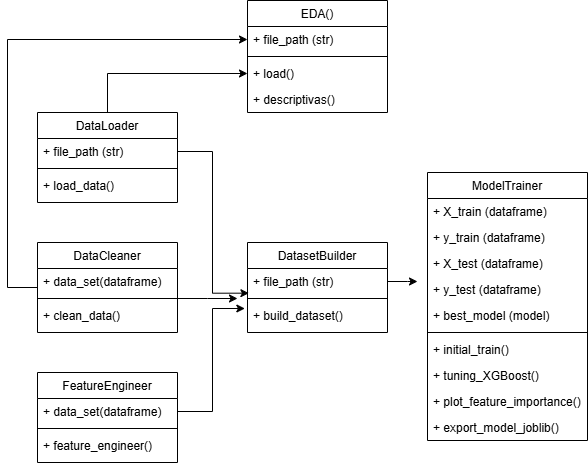 EDA()
+ file_path (str)
+ load()
+ descriptivas()
DataLoader
+ file_path (str)
+ load_data()
DataCleaner
+ data_set(dataframe)
+ clean_data()
FeatureEngineer
+ data_set(dataframe)
+ feature_engineer()
DatasetBuilder
+ file_path (str)
+ build_dataset()
ModelTrainer
+ X_train (dataframe)
+ y_train (dataframe)
+ X_test (dataframe)
+ y_test (dataframe)
+ best_model (model)
+ initial_train()
+ tuning_XGBoost()
+ plot_feature_importance()
+ export_model_joblib()